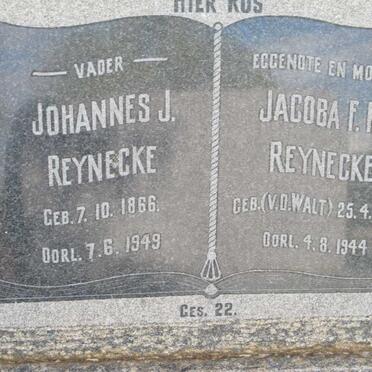 HIER RUS
VADER
JOHANNES J.
REYNECKE
GEB. 7. 10. 1866.
OORL. 7. 6. 1949
EGGENOTE EN
JACOBA F.
REYNECKE
GEB. (V.D. WALT) 25. 4.
OORL. 4. 8. 1944
GES. 22.